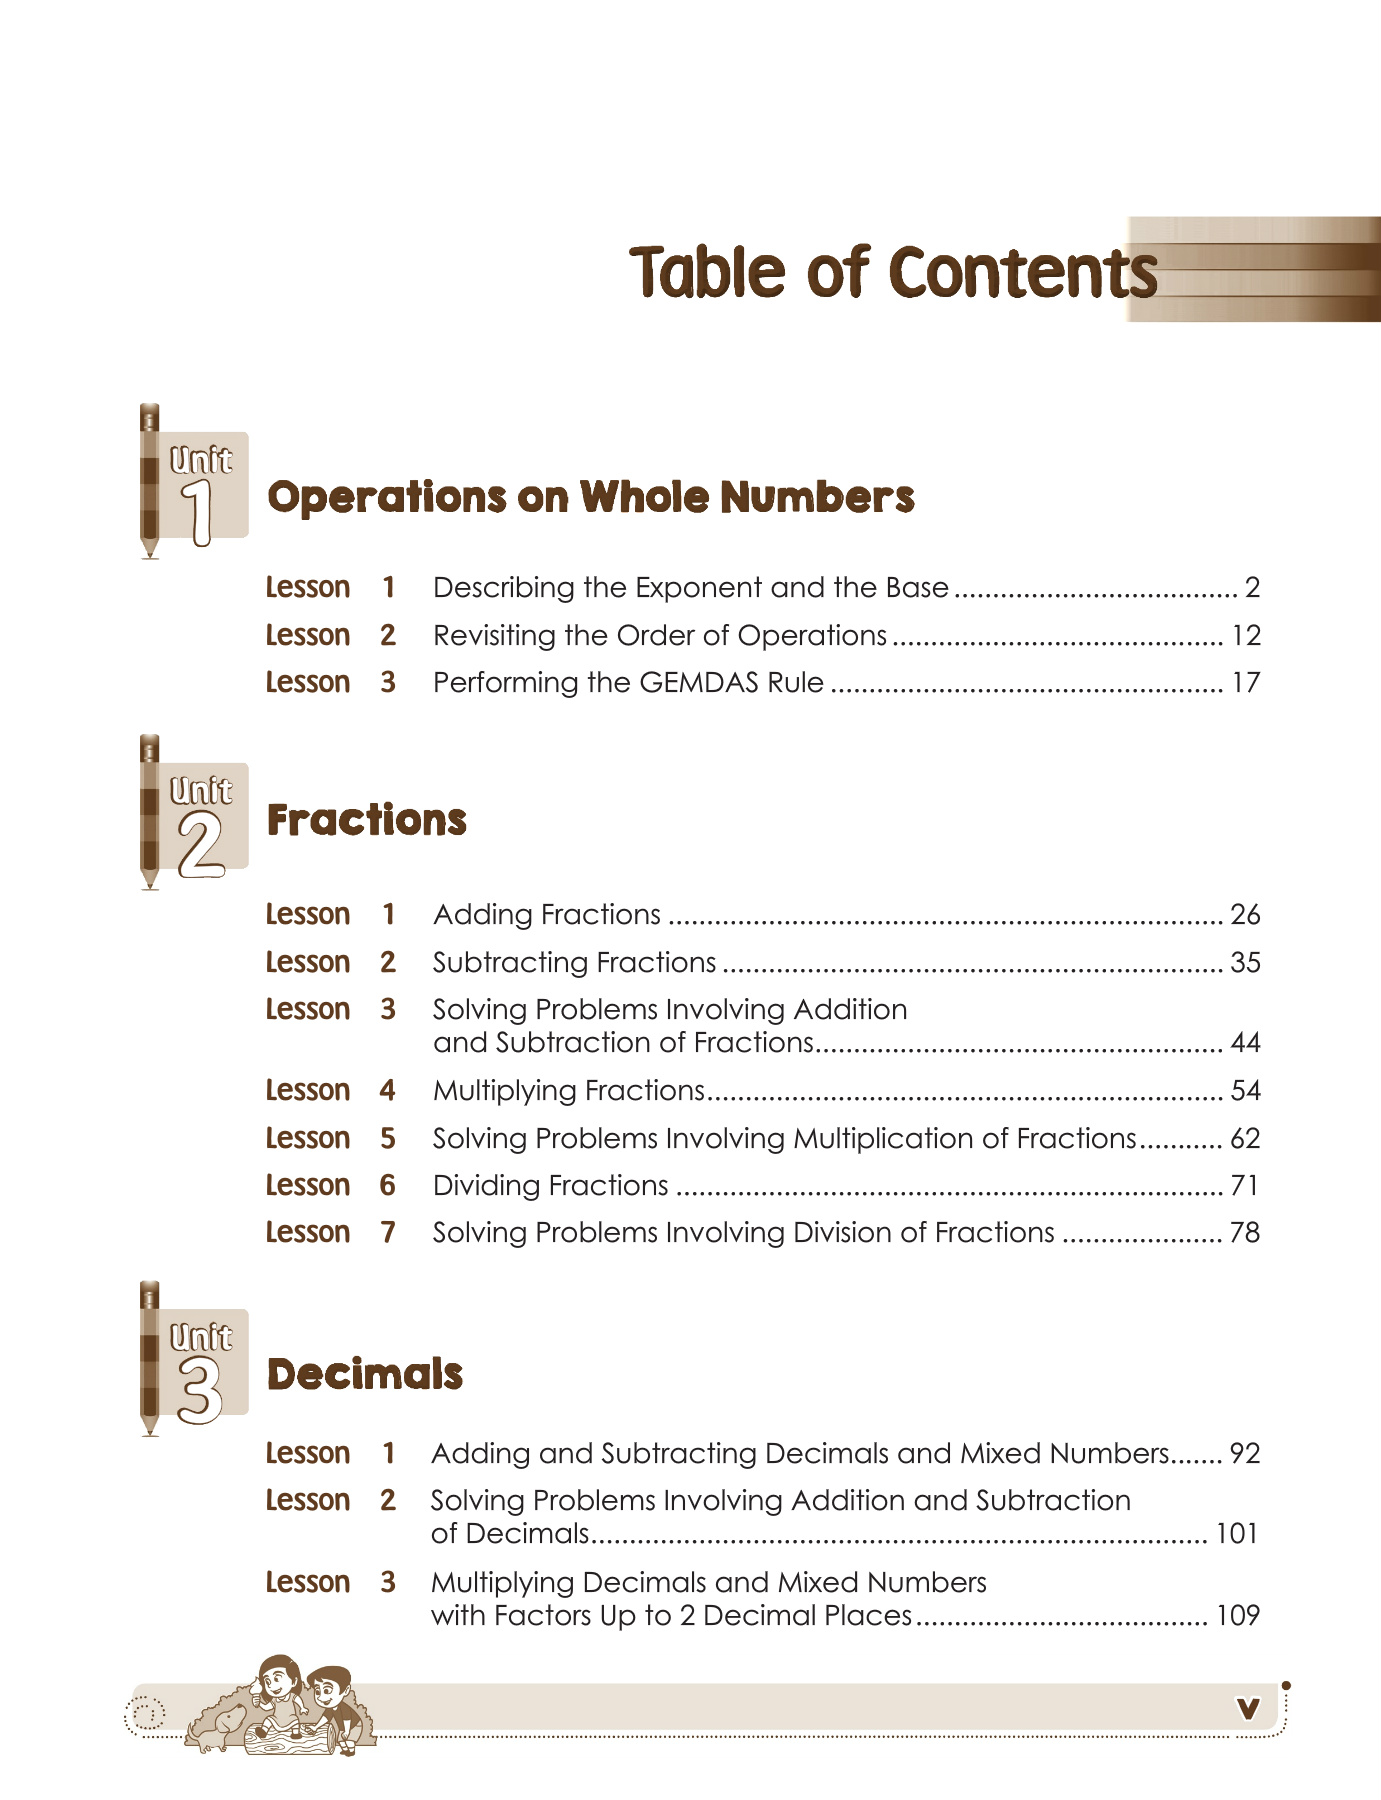 Table of Contents
Unit
1
Operations on Whole Numbers
Lesson 1 Describing the Exponent and the Base ..................................... 2
Lesson 2 Revisiting the Order of Operations ........................................... 12
Lesson 3 Performing the GEMDAS Rule ................................................... 17
Unit
2
Fractions
Lesson 1 Adding Fractions ........................................................................ 26
Lesson 2 Subtracting Fractions ................................................................. 35
Lesson 3 Solving Problems Involving Addition
and Subtraction of Fractions..................................................... 44
Lesson 4 Multiplying Fractions................................................................... 54
Lesson 5 Solving Problems Involving Multiplication of Fractions........... 62
Lesson 6 Dividing Fractions ....................................................................... 71
Lesson 7 Solving Problems Involving Division of Fractions ..................... 78
Unit
3
Decimals
Lesson 1 Adding and Subtracting Decimals and Mixed Numbers....... 92
Lesson 2 Solving Problems Involving Addition and Subtraction
of Decimals................................................................................ 101
Lesson 3 Multiplying Decimals and Mixed Numbers
with Factors Up to 2 Decimal Places ...................................... 109
v